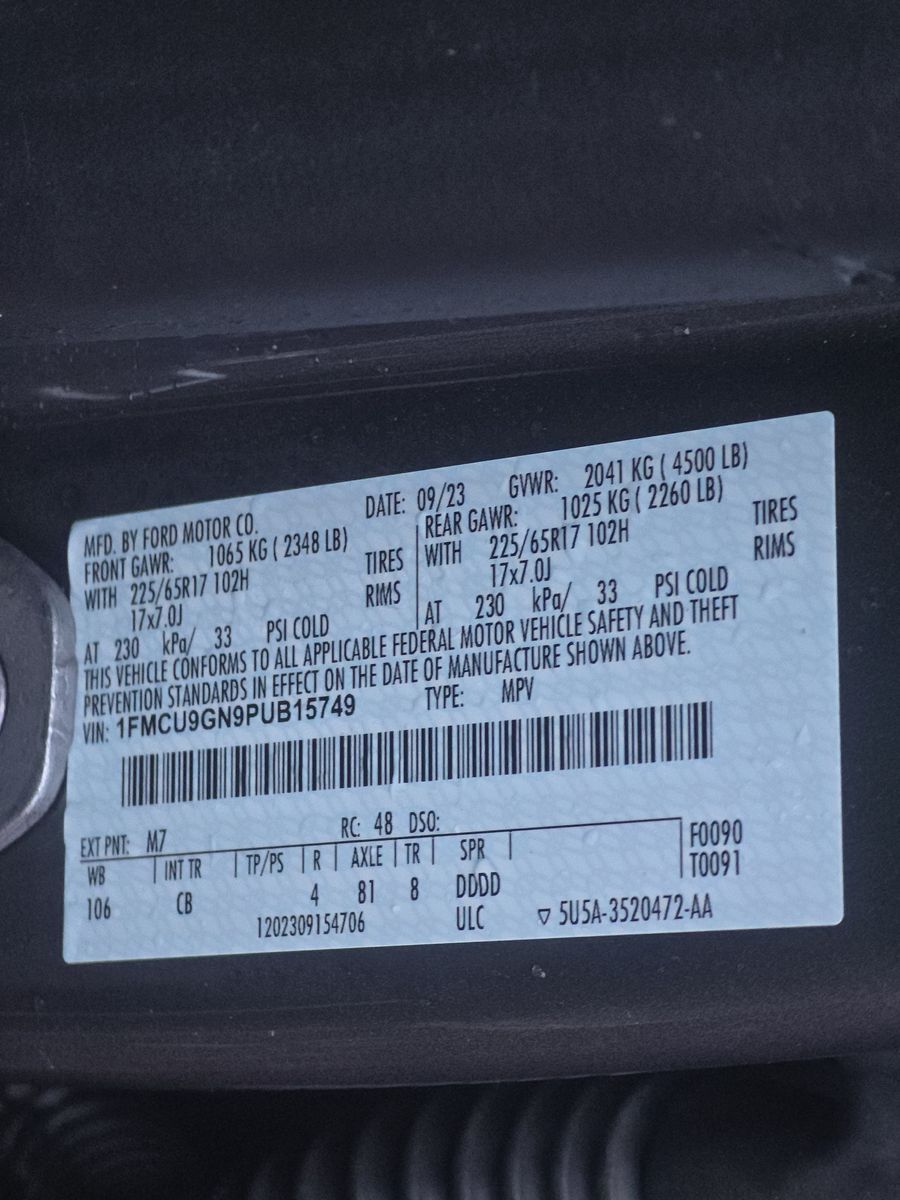 MFD. BY FORD MOTOR CO. DATE: 09/23 GVWR: 2041 KG ( 4500 LB)
FRONT GAWR: 1065 KG ( 2348 LB) REAR GAWR: 1025 KG ( 2260 LB)
WITH 225/65R17 102H TIRES WITH 225/65R17 102H TIRES
17x7.0J RIMS 17x7.0J RIMS
AT 230 kPa/ 33 PSI COLD AT 230 kPa/ 33 PSI COLD
THIS VEHICLE CONFORMS TO ALL APPLICABLE FEDERAL MOTOR VEHICLE SAFETY AND THEFT
PREVENTION STANDARDS IN EFFECT ON THE DATE OF MANUFACTURE SHOWN ABOVE.
VIN: 1FMCU9GN9PUB15749 TYPE: MPV
EXT PNT: M7 RC: 48 DSO:
WB INT TR TP/PS R AXLE TR SPR F0090
106 CB 4 81 8 DDDD T0091
1202309154706 ULC ▽ 5U5A-3520472-AA